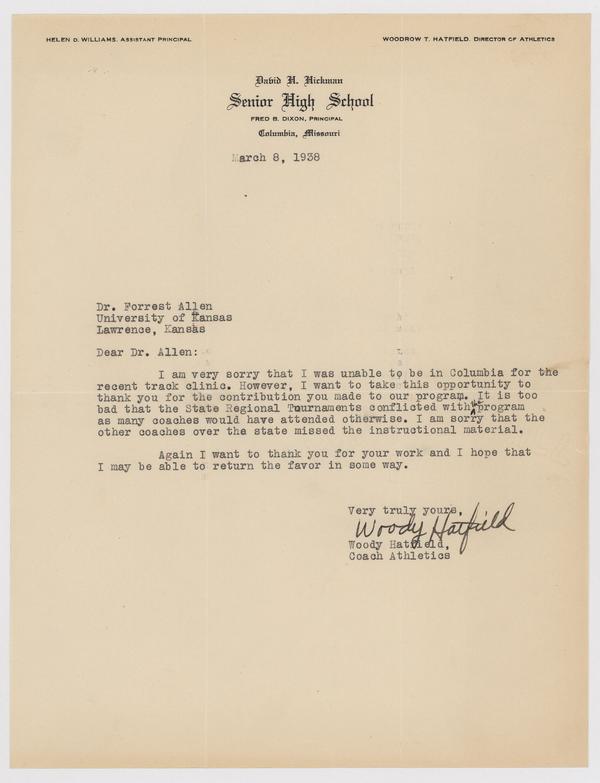 HELEN D. WILLIAMS, ASSISTANT PRINCIPAL
WOODROW T. HATFIELD, DIRECTOR OF ATHLETICS
David H. Hickman
Senior High School
FRED B. DIXON, PRINCIPAL
Columbia, Missouri
March 8, 1938
Dr. Forrest Allen
University of Kansas
Lawrence, Kansas
Dear Dr. Allen:
I am very sorry that I was unable to be in Columbia for the
recent track clinic. However, I want to take this opportunity to
thank you for the contribution you made to our program. It is too
bad that the State Regional Tournaments conflicted with the program
as many coaches would have attended otherwise. I am sorry that the
other coaches over the state missed the instructional material.
Again I want to thank you for your work and I hope that
I may be able to return the favor in some way.
Very truly yours,
Woody Hatfield
Woody Hatfield,
Coach Athletics